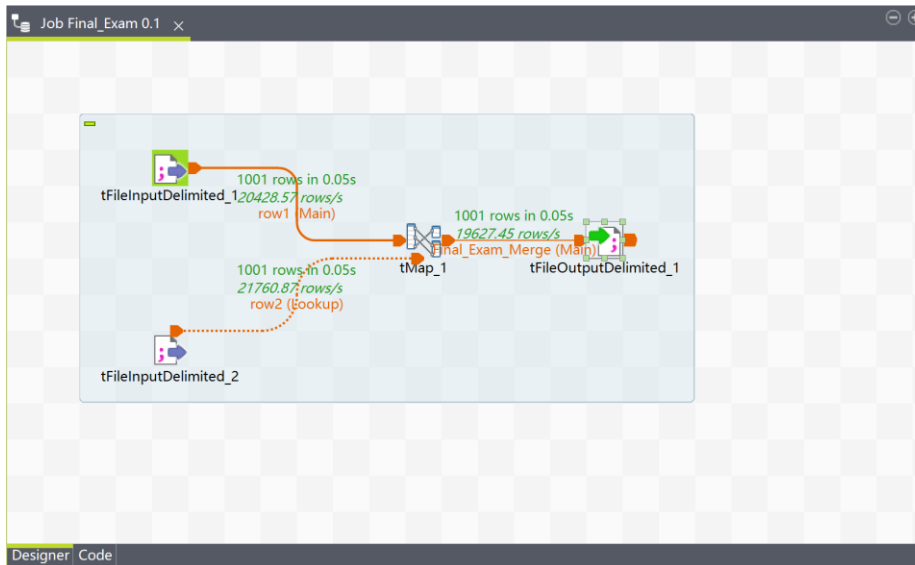 Job Final_Exam 0.1
1001 rows in 0.05s
tFileInputDelimited_1
20428.57 rows/s
row1 (Main)
1001 rows in 0.05s
19627.45 rows/s
Final_Exam_Merge (Main)
tMap_1
tFileOutputDelimited_1
1001 rows in 0.05s
21760.87 rows/s
row2 (Lookup)
tFileInputDelimited_2
Designer
Code